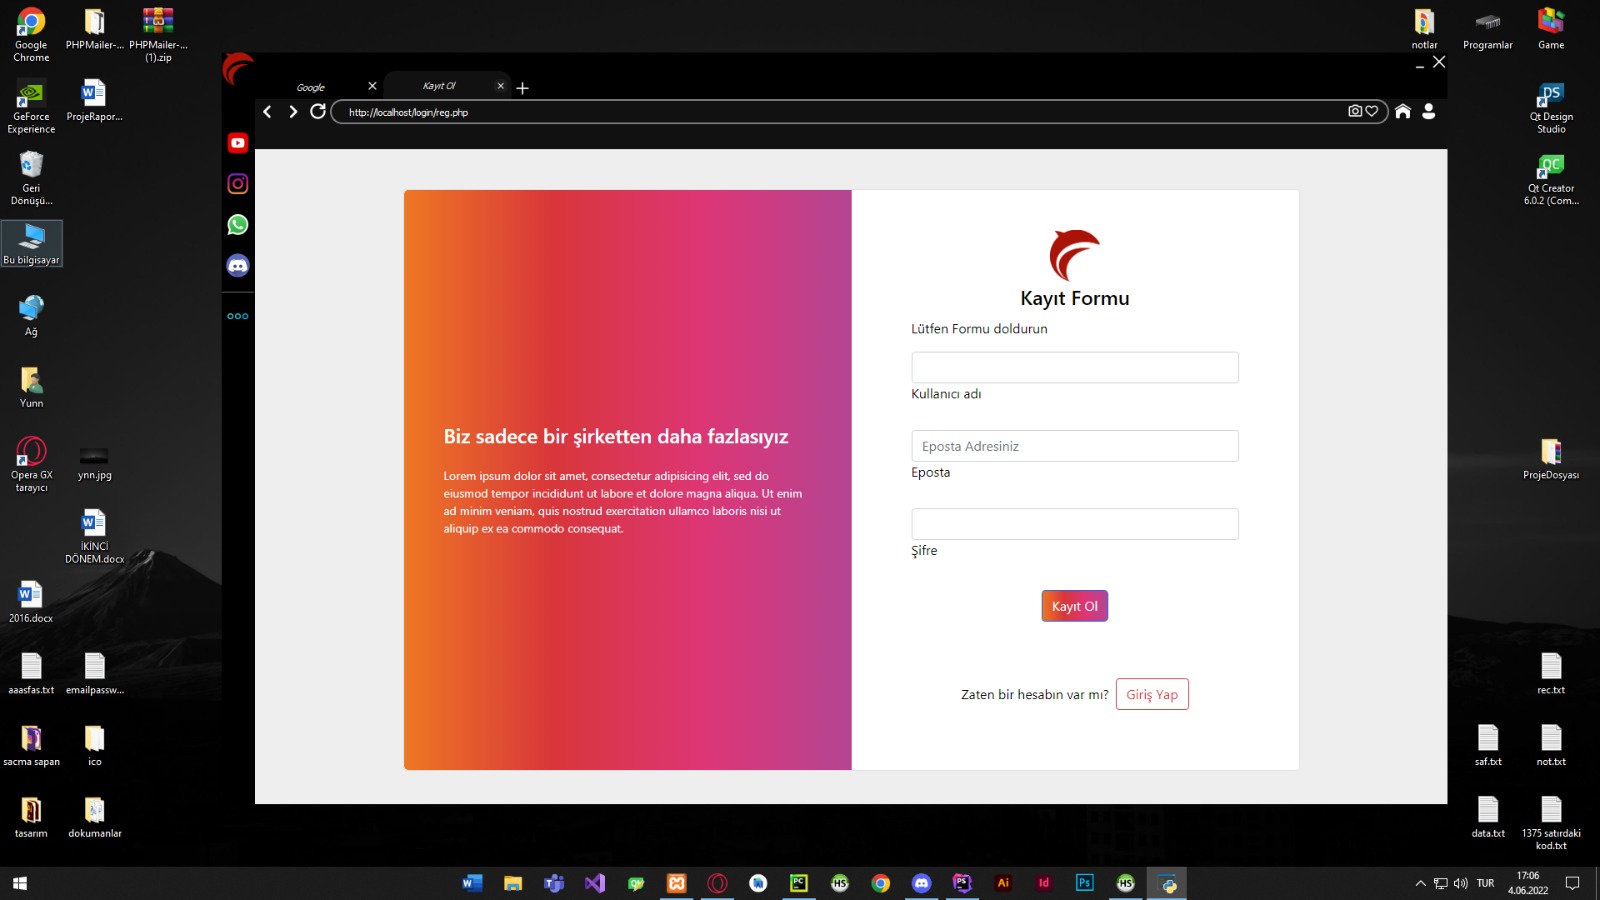 Google
Chrome
PHPMailer-...
PHPMailer-...
(1).zip
notlar
Programlar
Game
GeForce
Experience
ProjeRapor...
Qt Design
Studio
Geri
Dönüşü...
Qt Creator
6.0.2 (Com...
Bu bilgisayar
Ağ
Yunn
Opera GX
tarayıcı
ynn.jpg
ProjeDosyası
İKİNCİ
DÖNEM.docx
2016.docx
aaasfas.txt
emailpassw...
rec.txt
sacma sapan
ico
saf.txt
not.txt
tasarım
dokumanlar
data.txt
1375 satırdaki
kod.txt
Google
Kayıt Ol
http://localhost/login/reg.php
Biz sadece bir şirketten daha fazlasıyız
Lorem ipsum dolor sit amet, consectetur adipisicing elit, sed do
eiusmod tempor incididunt ut labore et dolore magna aliqua. Ut enim
ad minim veniam, quis nostrud exercitation ullamco laboris nisi ut
aliquip ex ea commodo consequat.
Kayıt Formu
Lütfen Formu doldurun
Kullanıcı adı
Eposta Adresiniz
Eposta
Şifre
Kayıt Ol
Zaten bir hesabın var mı?
Giriş Yap
TUR
17:06
4.06.2022